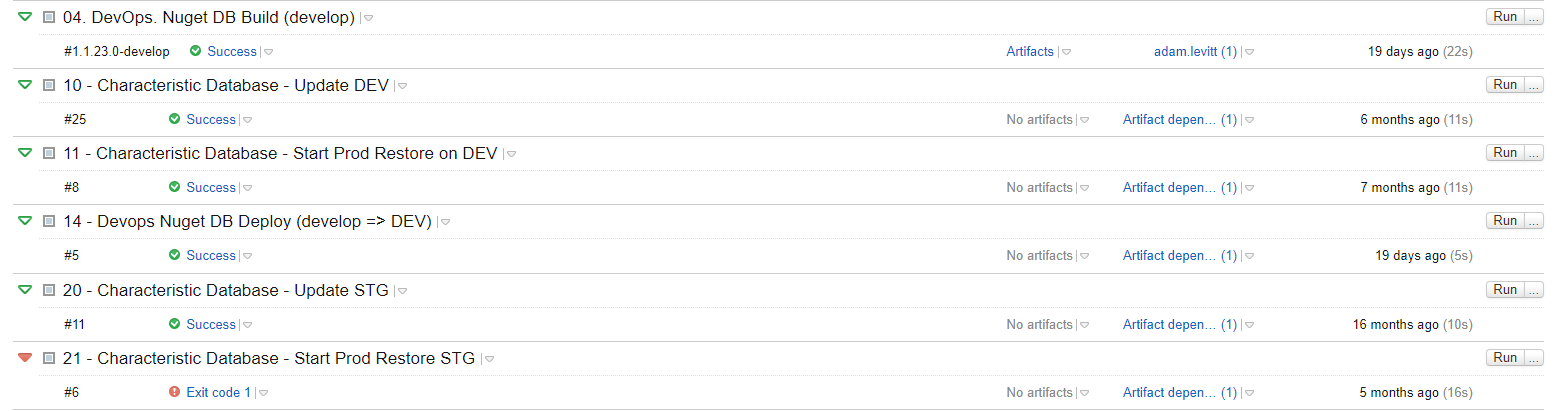 04. DevOps. Nuget DB Build (develop) Run ...
#1.1.23.0-develop Success Artifacts adam.levitt (1) 19 days ago (22s)
10 - Characteristic Database - Update DEV Run ...
#25 Success No artifacts Artifact depen... (1) 6 months ago (11s)
11 - Characteristic Database - Start Prod Restore on DEV Run ...
#8 Success No artifacts Artifact depen... (1) 7 months ago (11s)
14 - Devops Nuget DB Deploy (develop => DEV) Run ...
#5 Success No artifacts Artifact depen... (1) 19 days ago (5s)
20 - Characteristic Database - Update STG Run ...
#11 Success No artifacts Artifact depen... (1) 16 months ago (10s)
21 - Characteristic Database - Start Prod Restore STG Run ...
#6 Exit code 1 No artifacts Artifact depen... (1) 5 months ago (16s)